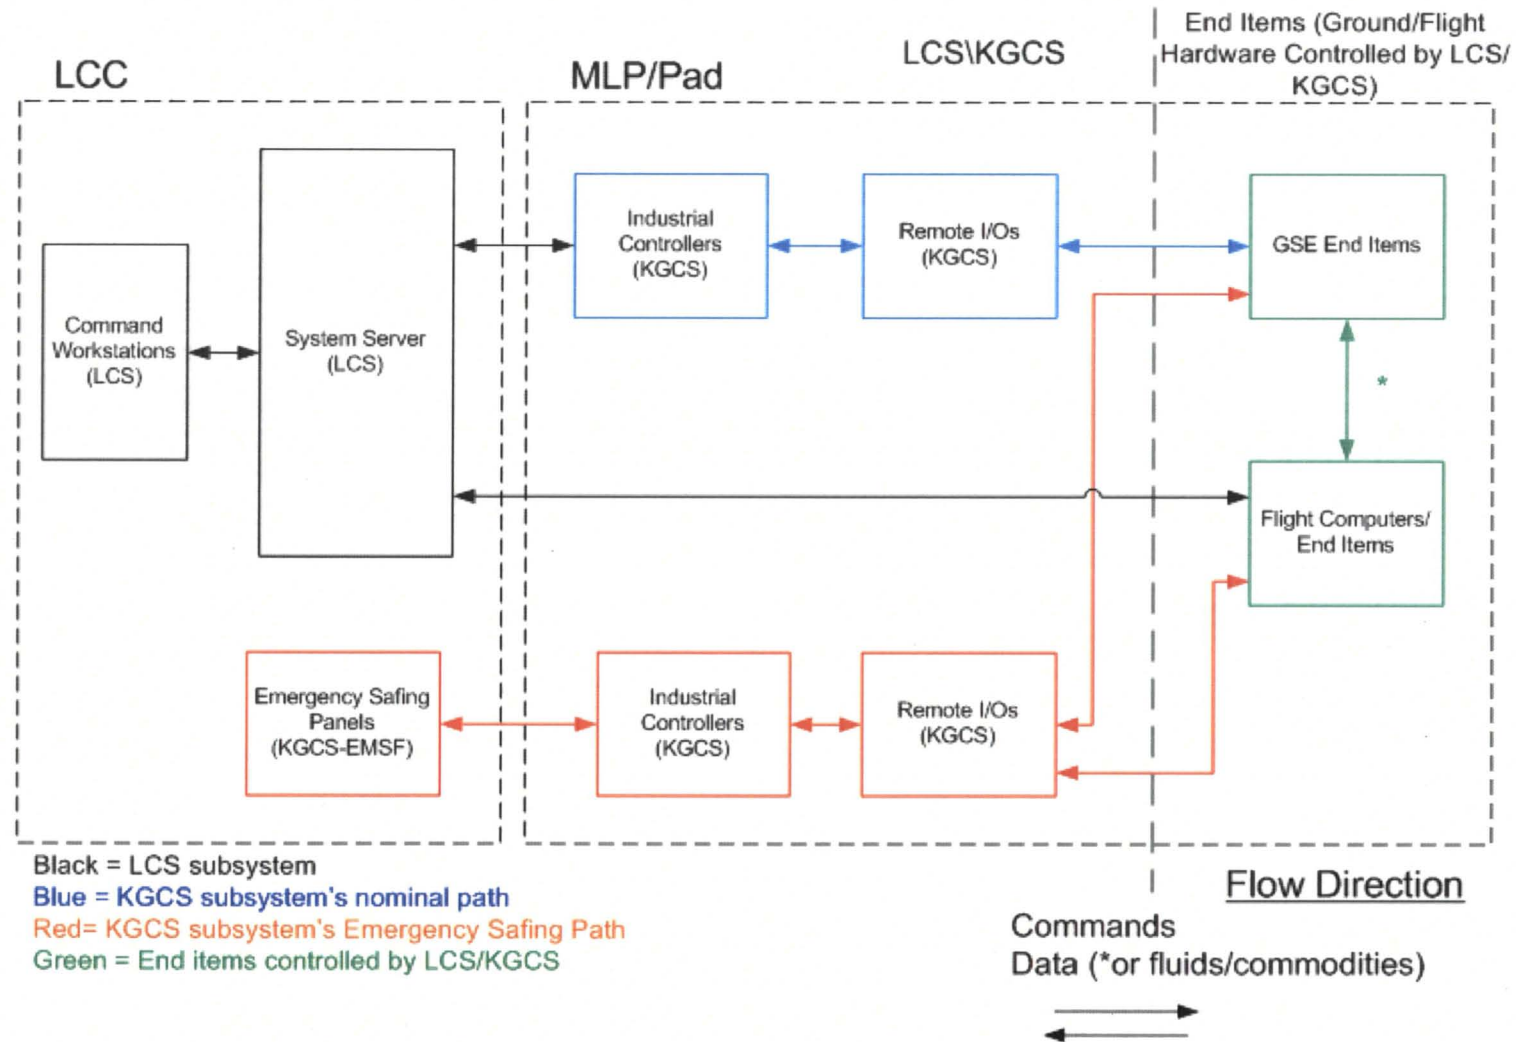 LCC
MLP/Pad
LCS\KGCS
End Items (Ground/Flight
Hardware Controlled by LCS/
KGCS)
Command
Workstations
(LCS)
System Server
(LCS)
Industrial
Controllers
(KGCS)
Remote I/Os
(KGCS)
GSE End Items
*
Flight Computers/
End Items
Emergency Safing
Panels
(KGCS-EMSF)
Industrial
Controllers
(KGCS)
Remote I/Os
(KGCS)
Black = LCS subsystem
Blue = KGCS subsystem's nominal path
Red= KGCS subsystem's Emergency Safing Path
Green = End items controlled by LCS/KGCS
Flow Direction
Commands
Data (*or fluids/commodities)